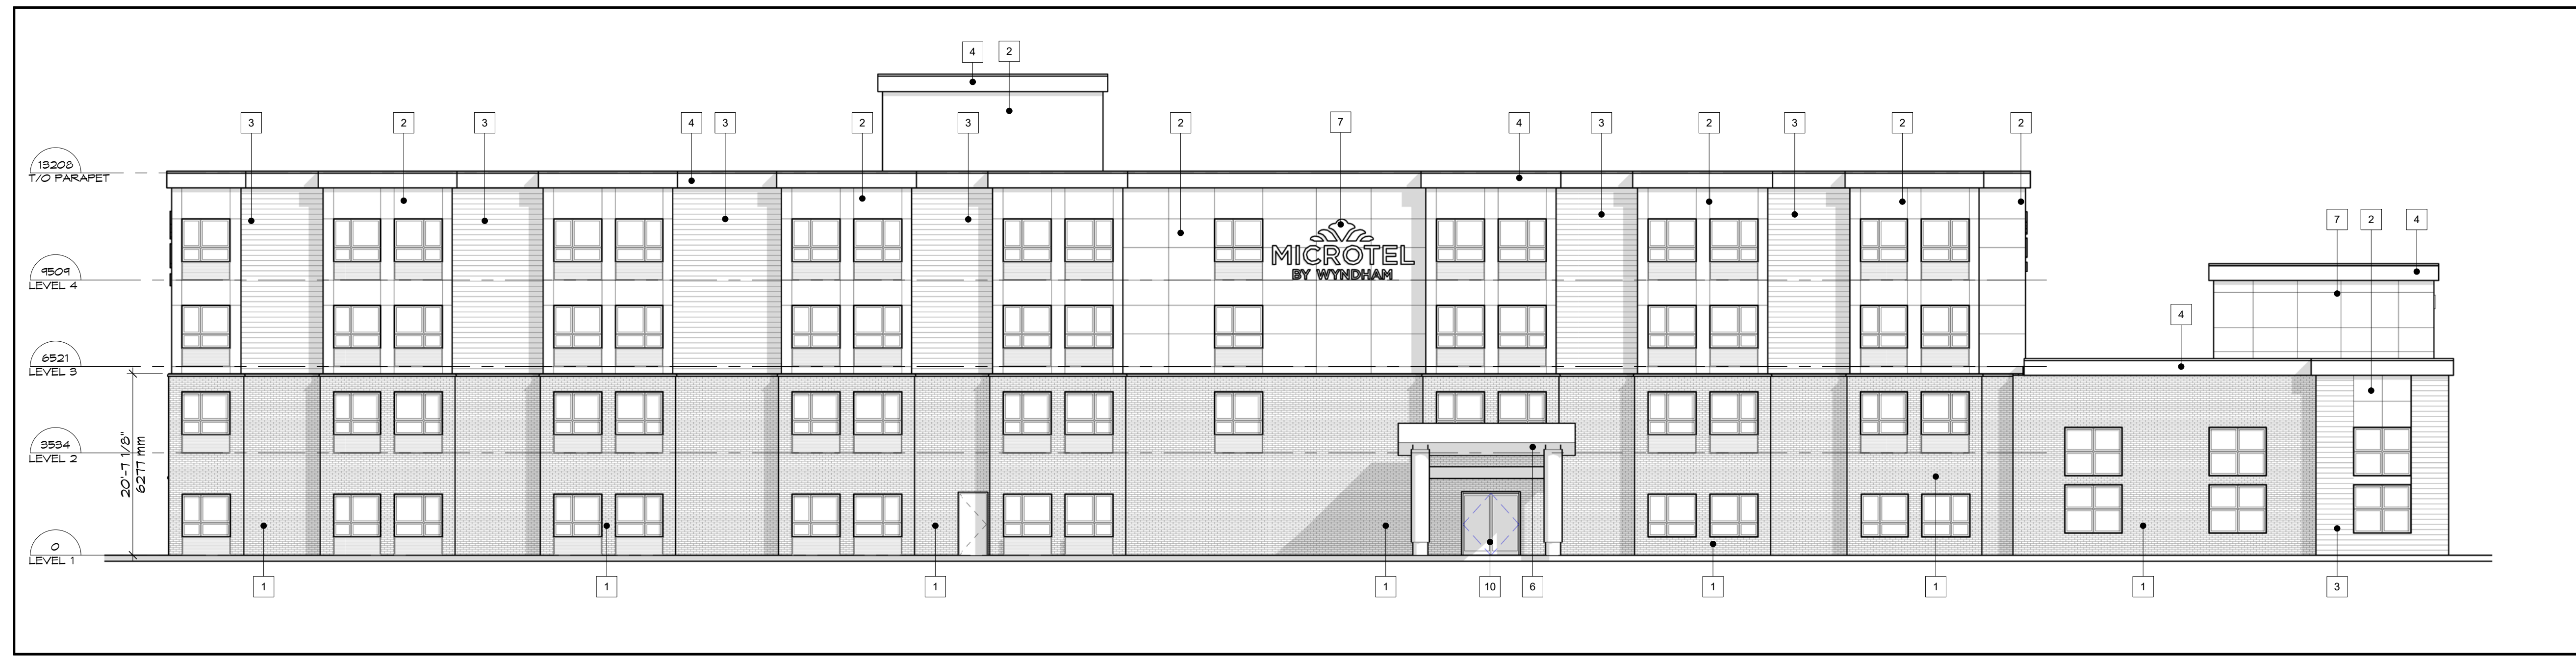 4 2
3 2 3 4 3 2 3 2 7 4 3 2 3 2 2
13208
T/O PARAPET
7 2 4
MICROTEL
BY WYNDHAM
9509
LEVEL 4
4
6521
LEVEL 3
20'-7 1/8"
6277 mm
3534
LEVEL 2
0
LEVEL 1
1 1 1 1 10 6 1 1 1 3